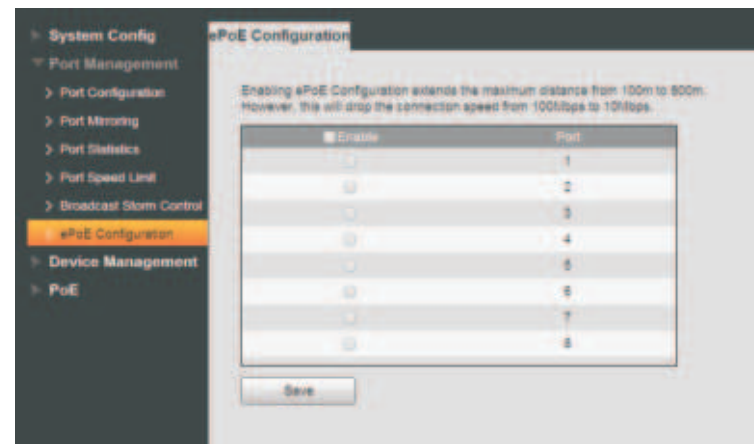 System Config
Port Management
Port Configuration
Port Mirroring
Port Statistics
Port Speed Limit
Broadcast Storm Control
ePoE Configuration
Device Management
PoE
ePoE Configuration
Enabling ePoE Configuration extends the maximum distance from 100m to 800m.
However, this will drop the connection speed from 100Mbps to 10Mbps.
Enable Port
1
2
3
4
5
6
7
8
Save